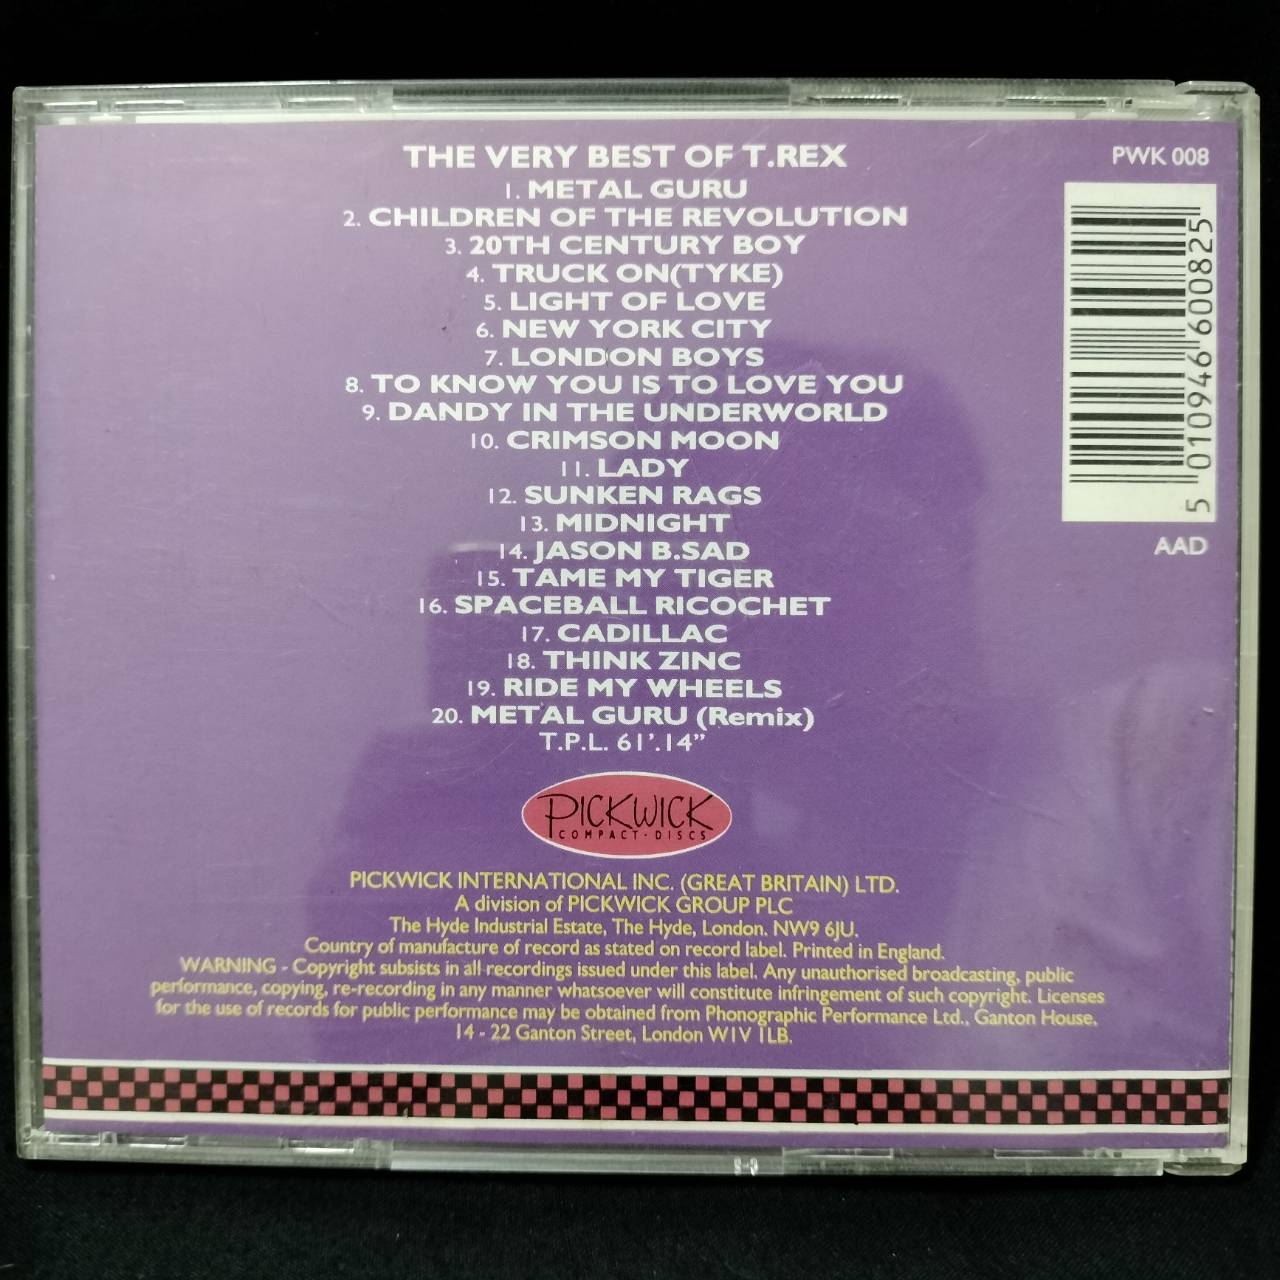 THE VERY BEST OF T.REX
PWK 008
1. METAL GURU
2. CHILDREN OF THE REVOLUTION
3. 20TH CENTURY BOY
4. TRUCK ON(TYKE)
5. LIGHT OF LOVE
6. NEW YORK CITY
7. LONDON BOYS
8. TO KNOW YOU IS TO LOVE YOU
9. DANDY IN THE UNDERWORLD
10. CRIMSON MOON
11. LADY
12. SUNKEN RAGS
13. MIDNIGHT
14. JASON B.SAD
15. TAME MY TIGER
16. SPACEBALL RICOCHET
17. CADILLAC
18. THINK ZINC
19. RIDE MY WHEELS
20. METAL GURU (Remix)
T.P.L. 61'.14"
5 010946 600825
AAD
PICKWICK
COMPACT·DISCS
PICKWICK INTERNATIONAL INC. (GREAT BRITAIN) LTD.
A division of PICKWICK GROUP PLC
The Hyde Industrial Estate, The Hyde, London. NW9 6JU.
Country of manufacture of record as stated on record label. Printed in England.
WARNING - Copyright subsists in all recordings issued under this label. Any unauthorised broadcasting, public
performance, copying, re-recording in any manner whatsoever will constitute infringement of such copyright. Licenses
for the use of records for public performance may be obtained from Phonographic Performance Ltd., Ganton House,
14 - 22 Ganton Street, London W1V 1LB.